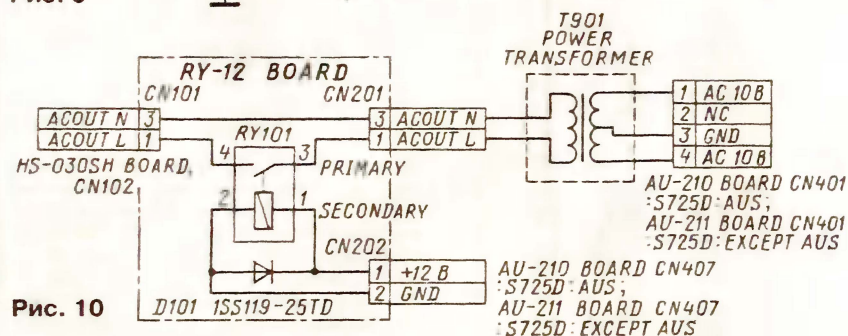 T901
POWER
TRANSFORMER
RY-12 BOARD
CN101 CN201
ACOUT N 3
ACOUT L 1
3 ACOUT N
1 ACOUT L
1 AC 10 В
2 NC
3 GND
4 AC 10 В
HS-030SH BOARD,
CN102
RY101
4 3
PRIMARY
2 1
SECONDARY
AU-210 BOARD CN401
:S725D:AUS;
AU-211 BOARD CN401
:S725D:EXCEPT AUS
CN202
1 +12 В
2 GND
AU-210 BOARD CN407
:S725D:AUS;
AU-211 BOARD CN407
:S725D:EXCEPT AUS
D101 1SS119-25TD
Рис. 10